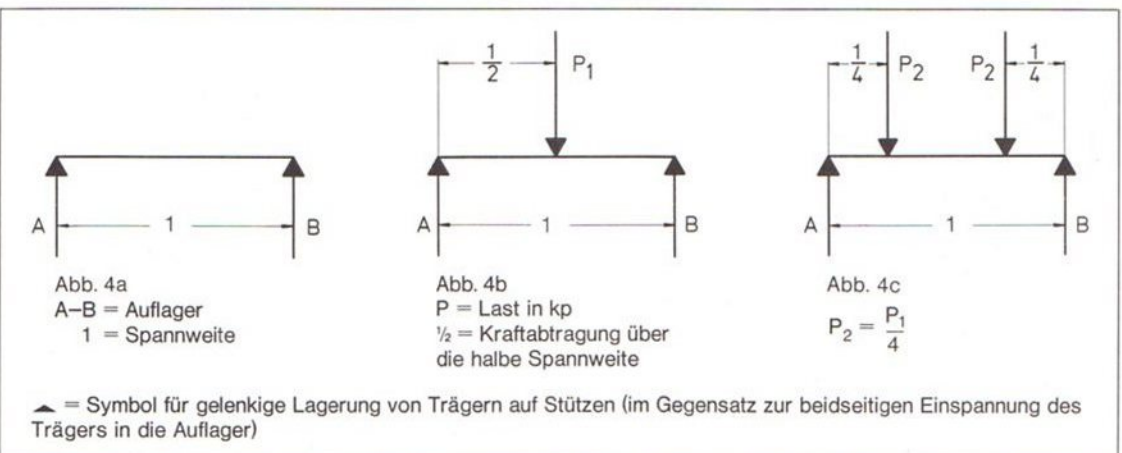 1/2 P₁
1/4 P₂ P₂ 1/4
A 1 B
A 1 B
A 1 B
Abb. 4a
A–B = Auflager
1 = Spannweite
Abb. 4b
P = Last in kp
½ = Kraftabtragung über
die halbe Spannweite
Abb. 4c
P₂ = P₁/4
= Symbol für gelenkige Lagerung von Trägern auf Stützen (im Gegensatz zur beidseitigen Einspannung des
Trägers in die Auflager)